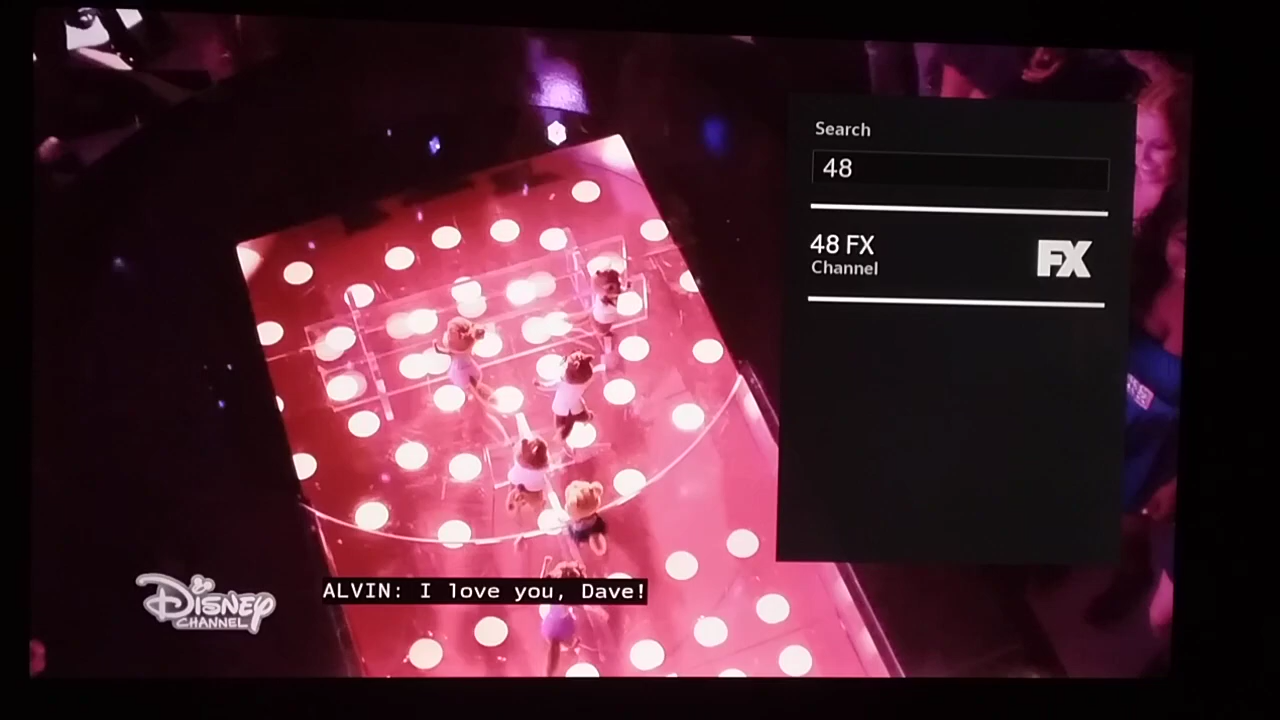 Search
48
48 FX
Channel
FX
ALVIN: I love you, Dave!
DISNEY
CHANNEL